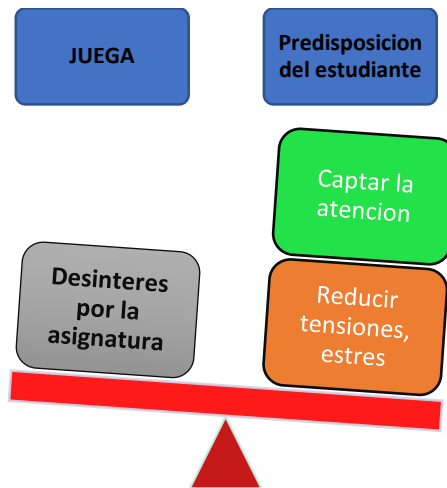 JUEGA
Predisposicion
del estudiante
Captar la
atencion
Desinteres
por la
asignatura
Reducir
tensiones,
estres